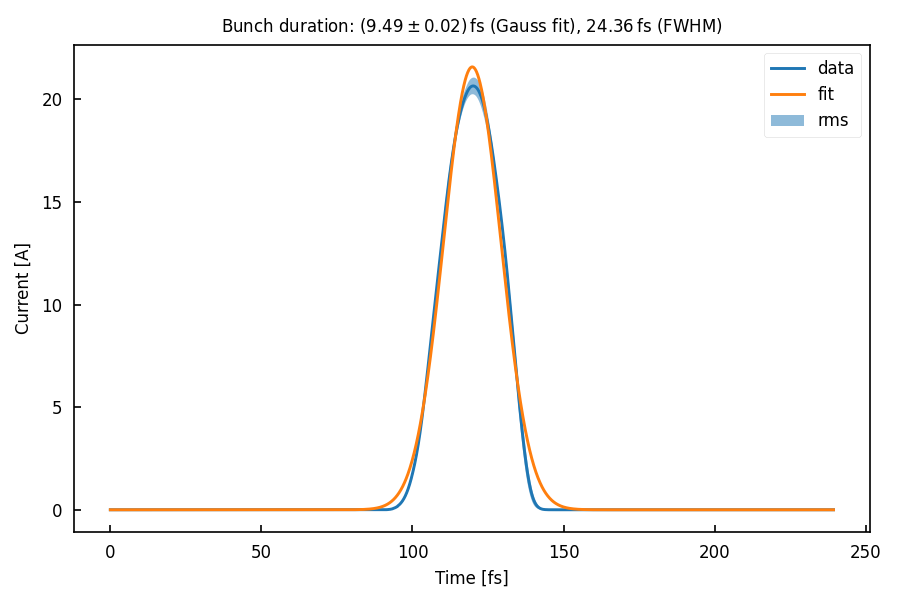 Bunch duration: (9.49 ± 0.02) fs (Gauss fit), 24.36 fs (FWHM)
data
fit
rms
20
15
10
5
0
Current [A]
0 50 100 150 200 250
Time [fs]